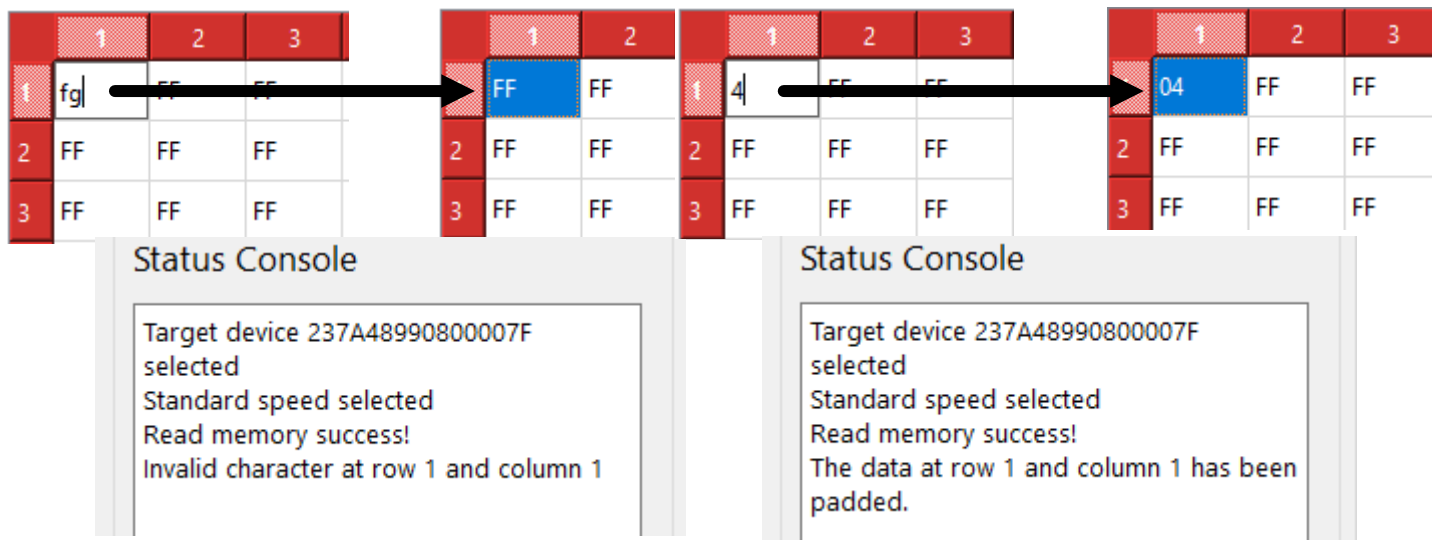 1 2 3
1 fg FF FF
2 FF FF FF
3 FF FF FF
1 2
FF FF
2 FF FF
3 FF FF
1 2 3
1 4 FF FF
2 FF FF FF
3 FF FF FF
1 2 3
04 FF FF
2 FF FF FF
3 FF FF FF
Status Console
Target device 237A48990800007F
selected
Standard speed selected
Read memory success!
Invalid character at row 1 and column 1
Status Console
Target device 237A48990800007F
selected
Standard speed selected
Read memory success!
The data at row 1 and column 1 has been
padded.